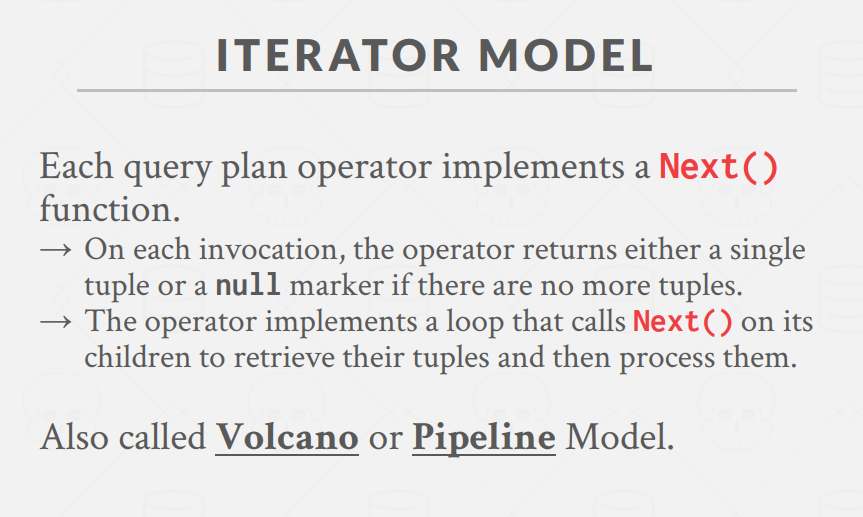 ITERATOR MODEL
Each query plan operator implements a Next()
function.
→ On each invocation, the operator returns either a single
tuple or a null marker if there are no more tuples.
→ The operator implements a loop that calls Next() on its
children to retrieve their tuples and then process them.
Also called Volcano or Pipeline Model.